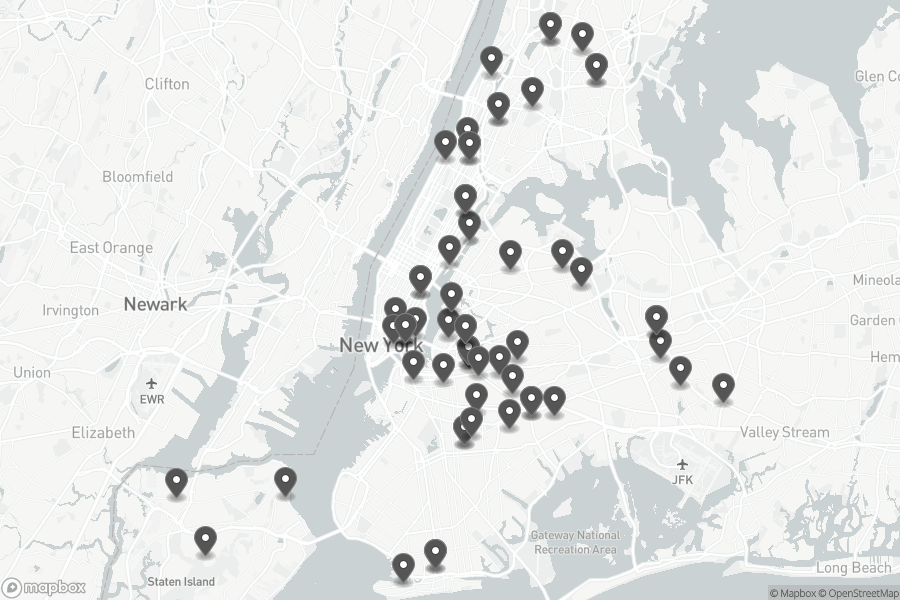 Clifton
Glen Co
Bloomfield
East Orange
Mineola
Newark
Irvington
Garden C
New York
Hem
Union
EWR
Elizabeth
Valley Stream
JFK
Gateway National
Recreation Area
Long Beach
Staten Island
mapbox
© Mapbox © OpenStreetMap